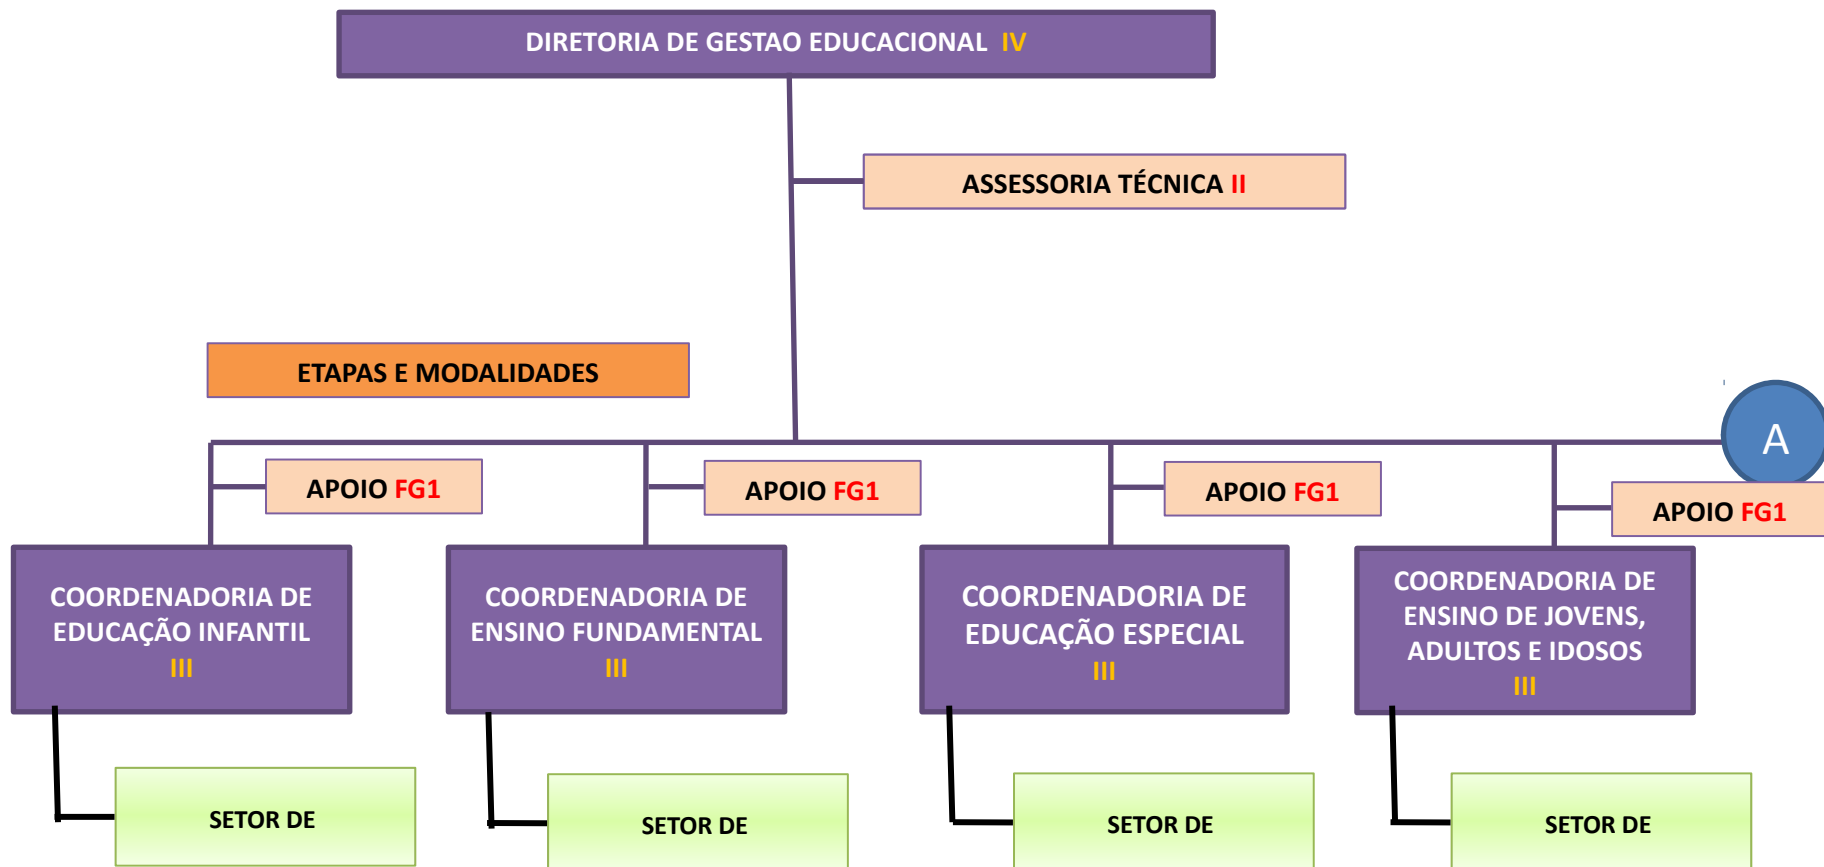 DIRETORIA DE GESTAO EDUCACIONAL IV
ASSESSORIA TÉCNICA II
ETAPAS E MODALIDADES
A
APOIO FG1
APOIO FG1
APOIO FG1
APOIO FG1
COORDENADORIA DE
EDUCAÇÃO INFANTIL
III
COORDENADORIA DE
ENSINO FUNDAMENTAL
III
COORDENADORIA DE
EDUCAÇÃO ESPECIAL
III
COORDENADORIA DE
ENSINO DE JOVENS,
ADULTOS E IDOSOS
III
SETOR DE
SETOR DE
SETOR DE
SETOR DE